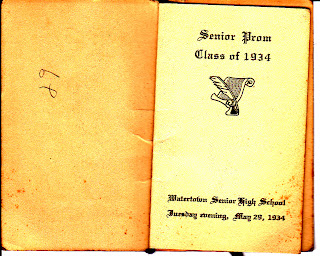 Senior Prom
Class of 1934
Watertown Senior High School
Tuesday evening, May 29, 1934